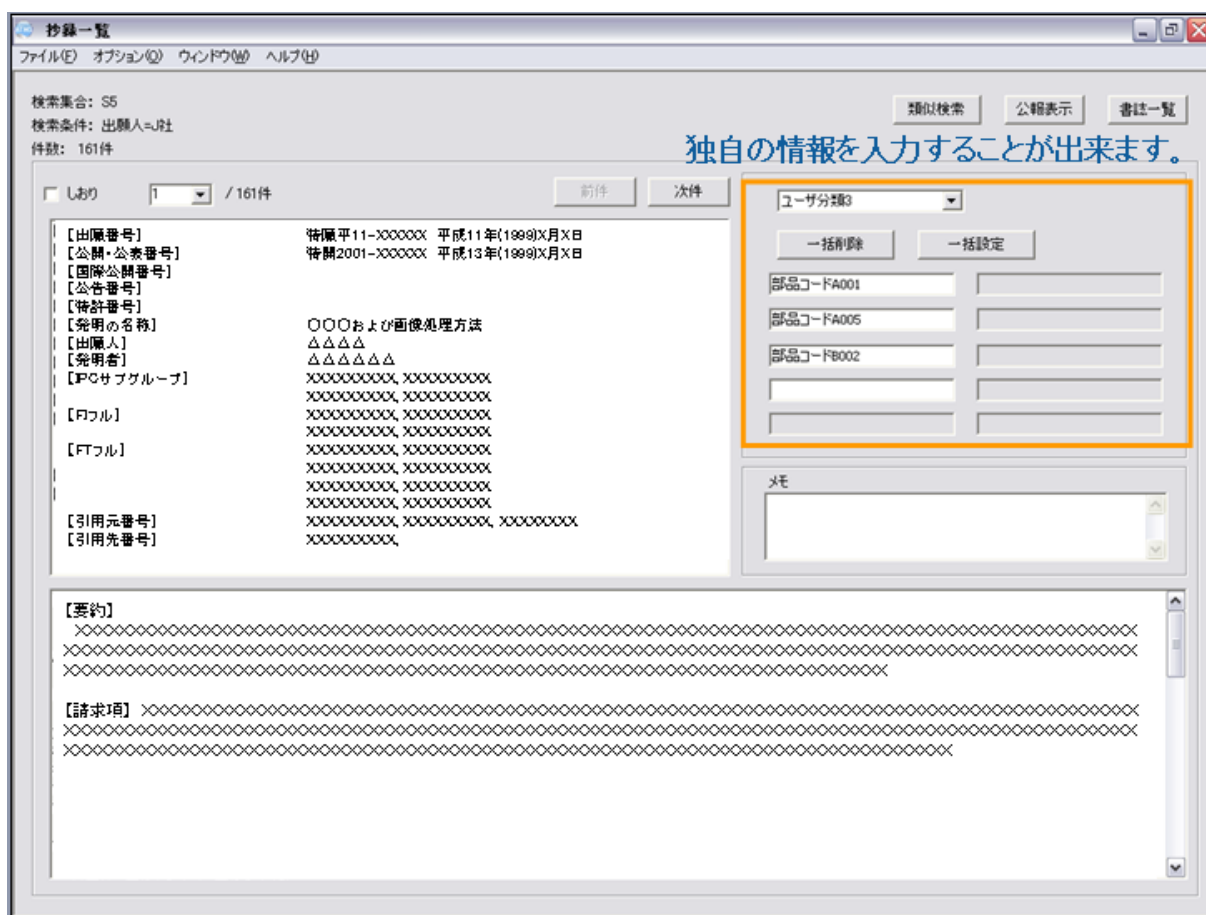 抄録一覧
ファイル(F) オプション(O) ウィンドウ(W) ヘルプ(H)
検索集合: S5
検索条件: 出願人=J社
件数: 161件
類似検索 公報表示 書誌一覧
独自の情報を入力することが出来ます。
しおり 1 / 161件 前件 次件
【出願番号】 特願平11-XXXXXX 平成11年(1999)X月X日
【公開・公表番号】 特開2001-XXXXXX 平成13年(1999)X月X日
【国際公開番号】
【公告番号】
【特許番号】
【発明の名称】 〇〇〇および画像処理方法
【出願人】 △△△△
【発明者】 △△△△△△
【IPCサブグループ】 XXXXXXXXX, XXXXXXXXX
XXXXXXXXX, XXXXXXXXX
【FIフル】 XXXXXXXXX, XXXXXXXXX
XXXXXXXXX, XXXXXXXXX
【FTフル】 XXXXXXXXX, XXXXXXXXX
XXXXXXXXX, XXXXXXXXX
XXXXXXXXX, XXXXXXXXX
XXXXXXXXX, XXXXXXXXX
【引用元番号】 XXXXXXXXX, XXXXXXXXX, XXXXXXXX
【引用先番号】 XXXXXXXXX,
ユーザ分類3
一括削除 一括設定
部品コードA001
部品コードA005
部品コードB002
メモ
【要約】
【請求項】